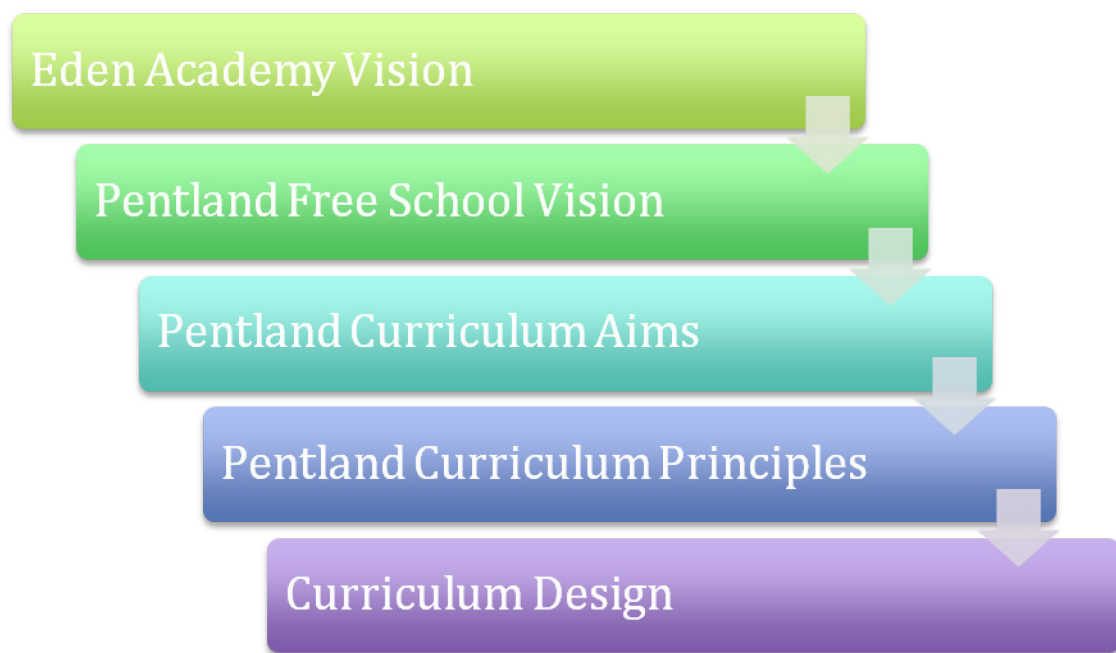 Eden Academy Vision
Pentland Free School Vision
Pentland Curriculum Aims
Pentland Curriculum Principles
Curriculum Design